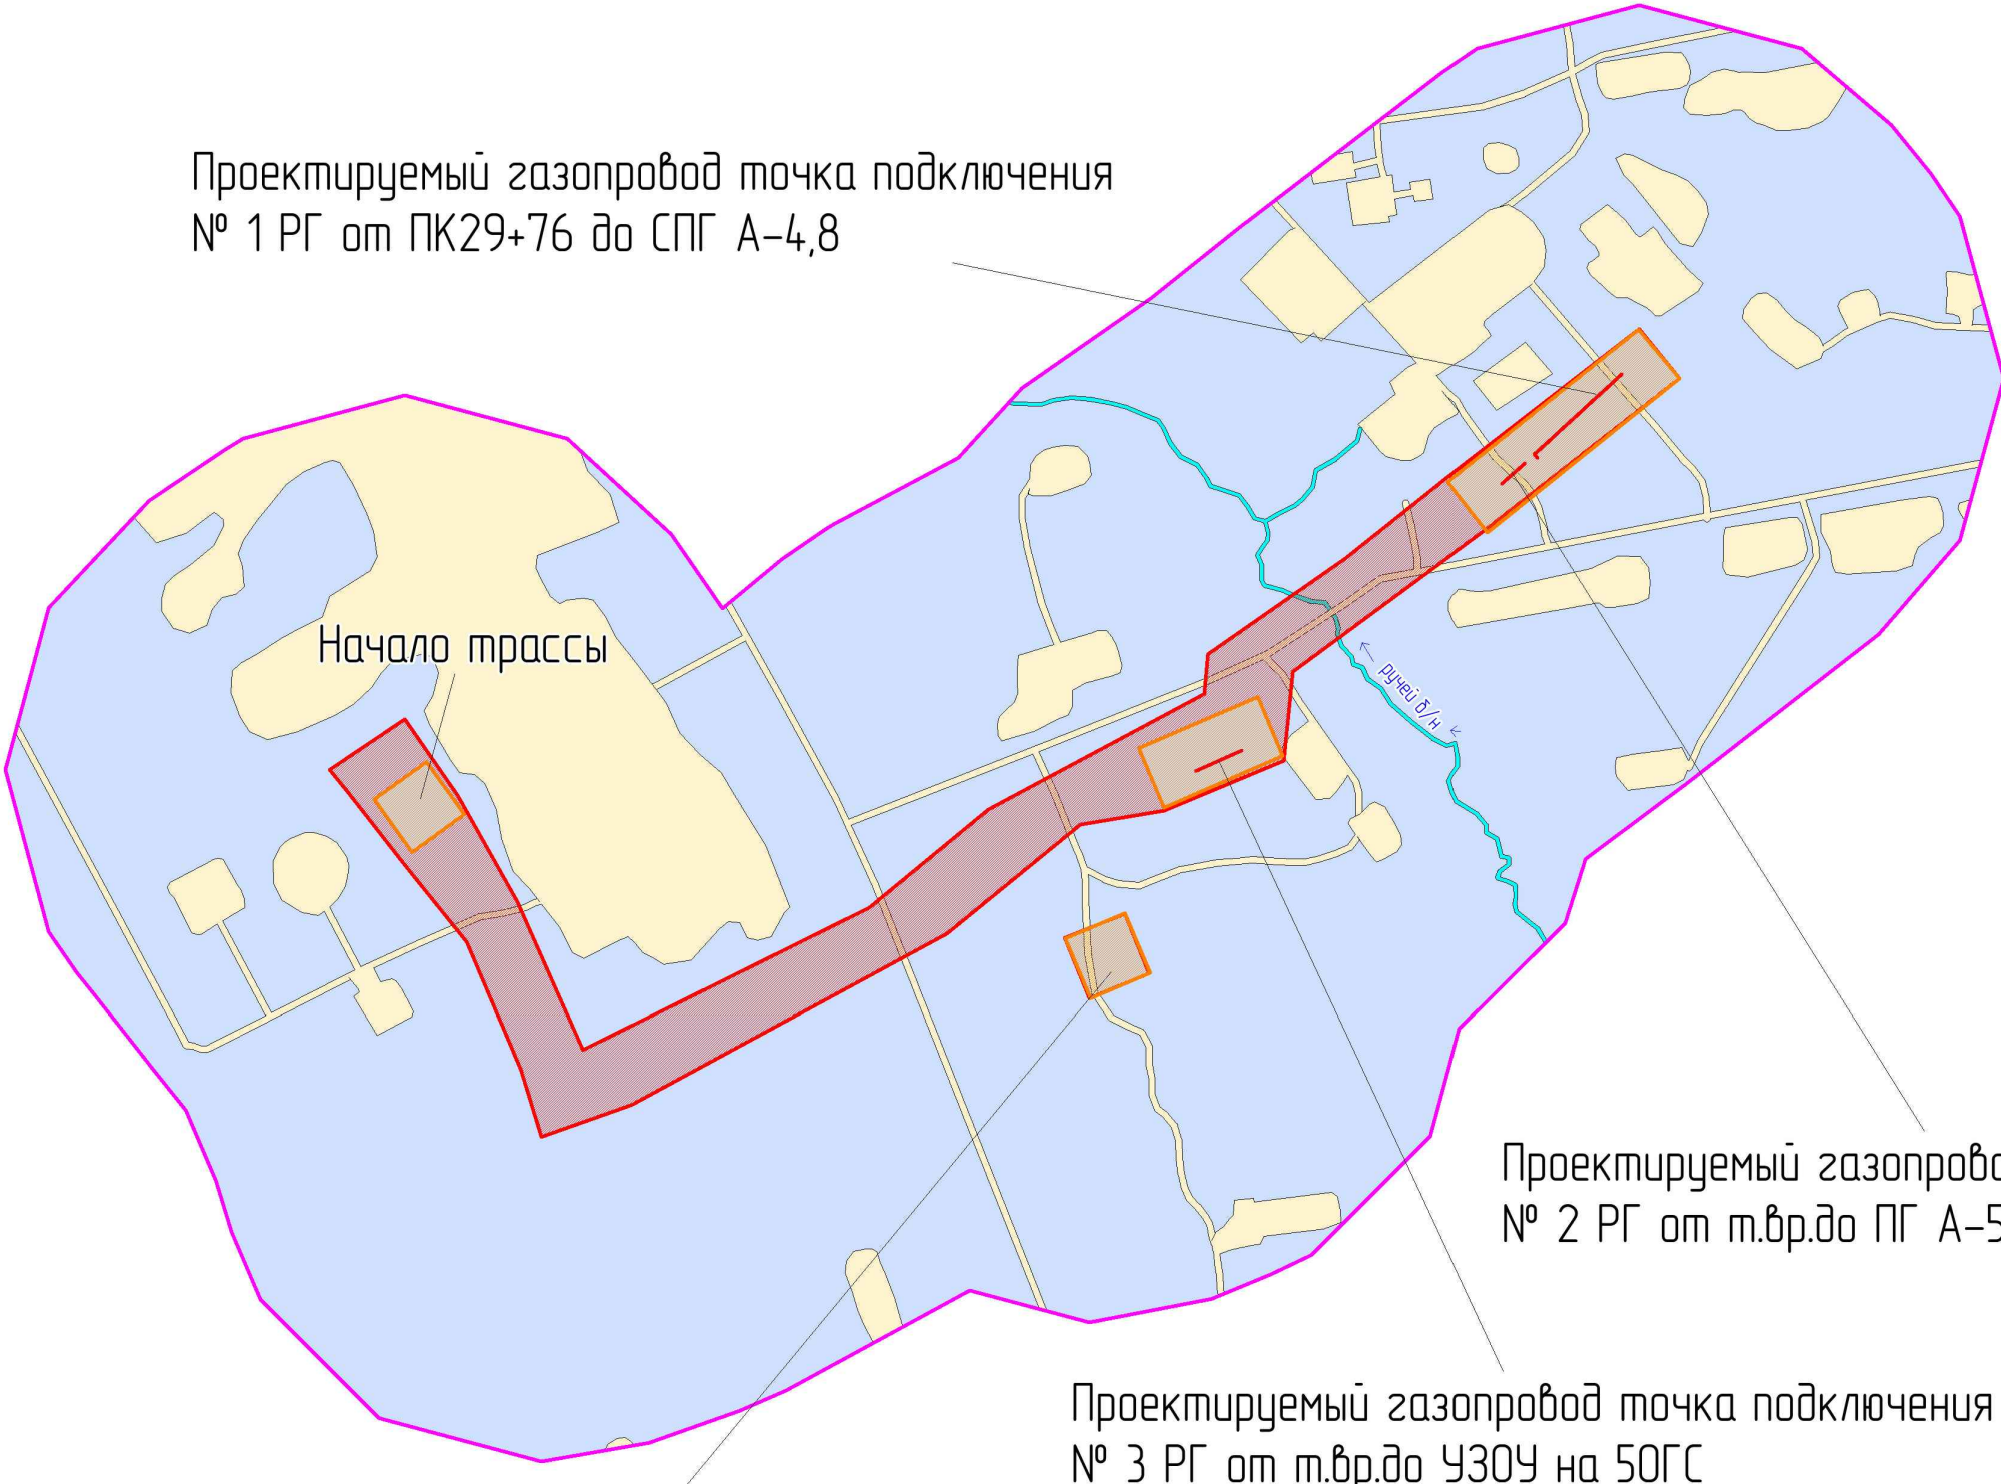 Проектируемый газопровод точка подключения
№ 1 РГ от ПК29+76 до СПГ А-4,8
Начало трассы
ручей б/н
Проектируемый газопрово
№ 2 РГ от т.вр.до ПГ А-5
Проектируемый газопровод точка подключения
№ 3 РГ от т.вр.до УЗОУ на 50ГС